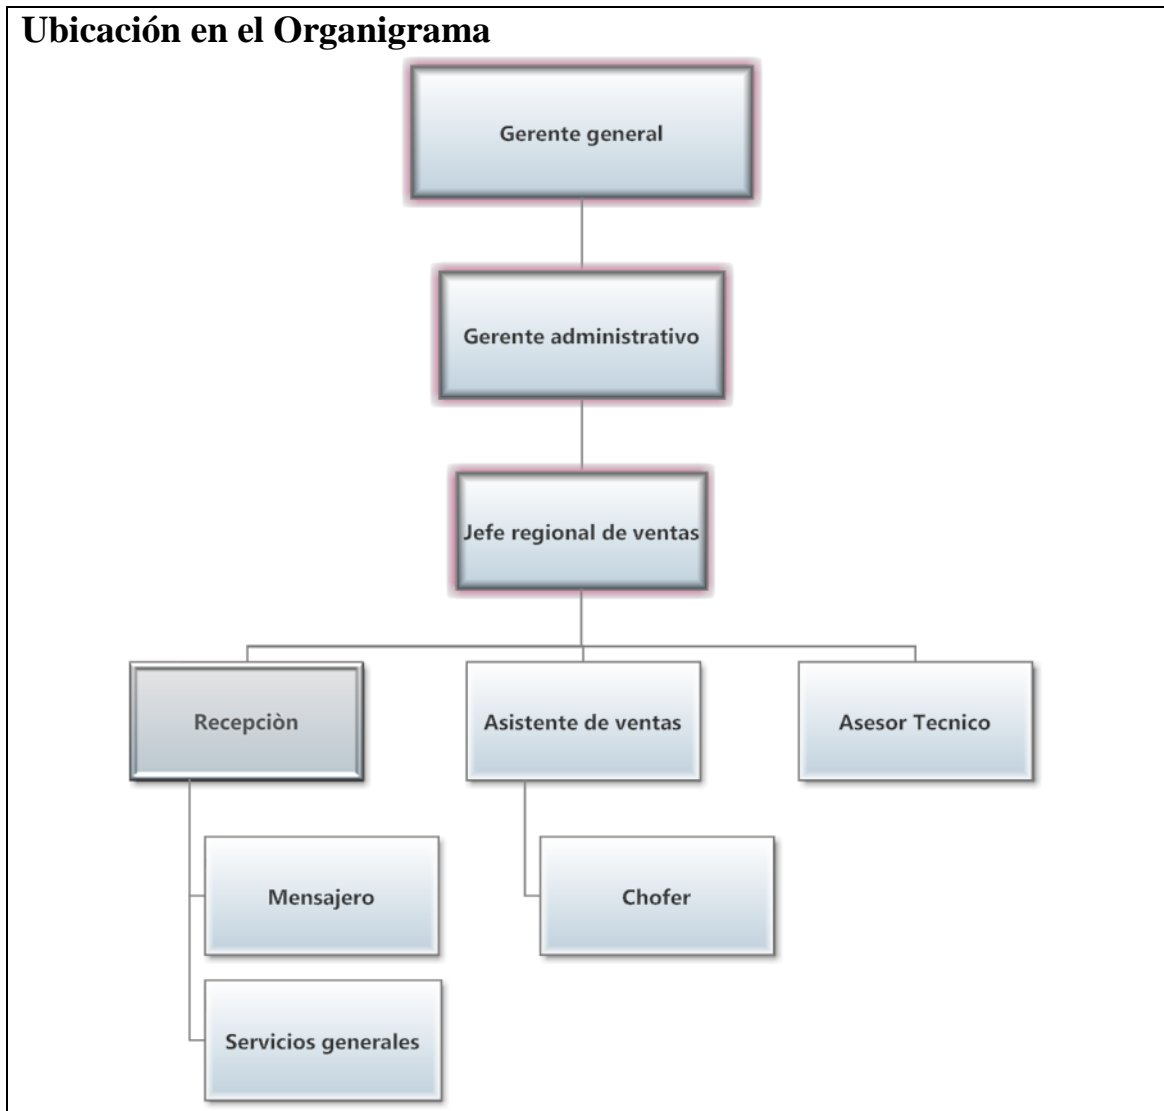 Ubicación en el Organigrama
Gerente general
Gerente administrativo
Jefe regional de ventas
Recepciòn
Asistente de ventas
Asesor Tecnico
Mensajero
Chofer
Servicios generales